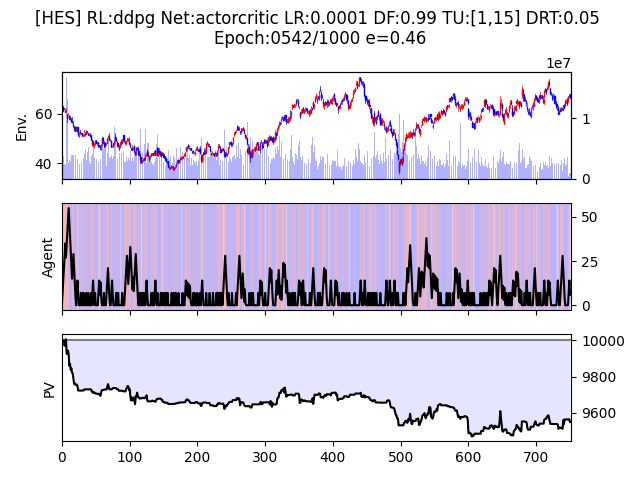 [HES] RL:ddpg Net:actorcritic LR:0.0001 DF:0.99 TU:[1,15] DRT:0.05
Epoch:0542/1000 e=0.46
1e7
Env.
60
40
1
0
Agent
50
25
0
PV
10000
9800
9600
0 100 200 300 400 500 600 700